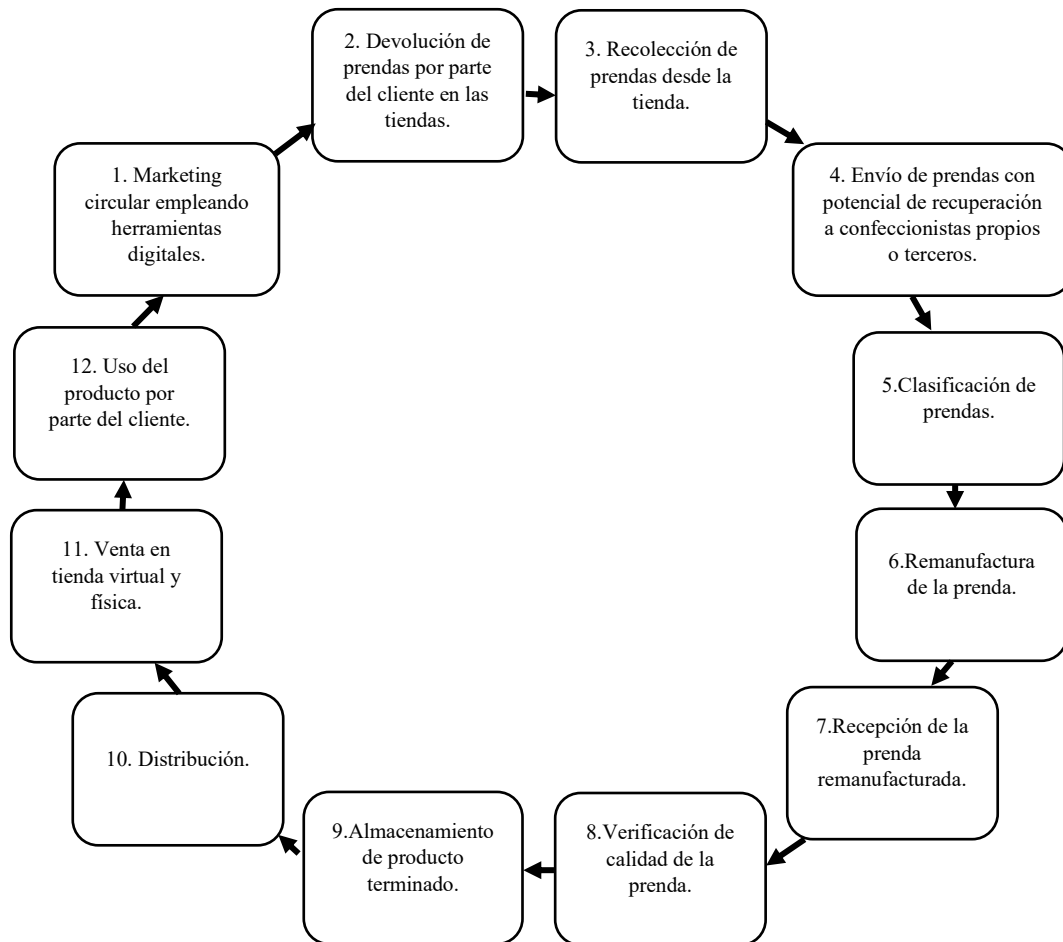 1. Marketing
circular empleando
herramientas
digitales.
2. Devolución de
prendas por parte
del cliente en las
tiendas.
3. Recolección de
prendas desde la
tienda.
4. Envío de prendas con
potencial de recuperación
a confeccionistas propios
o terceros.
5.Clasificación de
prendas.
6.Remanufactura
de la prenda.
7.Recepción de la
prenda
remanufacturada.
8.Verificación de
calidad de la
prenda.
9.Almacenamiento
de producto
terminado.
10. Distribución.
11. Venta en
tienda virtual y
física.
12. Uso del
producto por
parte del cliente.